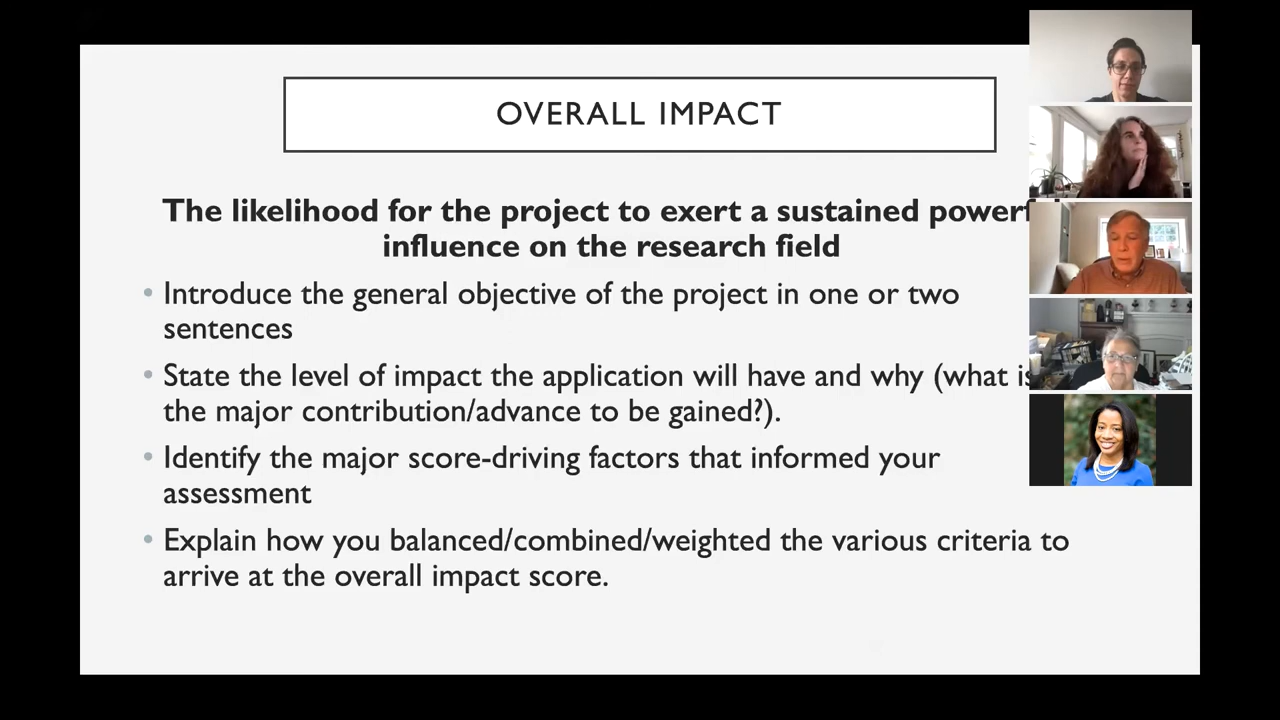 OVERALL IMPACT
The likelihood for the project to exert a sustained
influence on the research field
• Introduce the general objective of the project in one or two
sentences
• State the level of impact the application will have and why (what is
the major contribution/advance to be gained?).
• Identify the major score-driving factors that informed your
assessment
• Explain how you balanced/combined/weighted the various criteria to
arrive at the overall impact score.